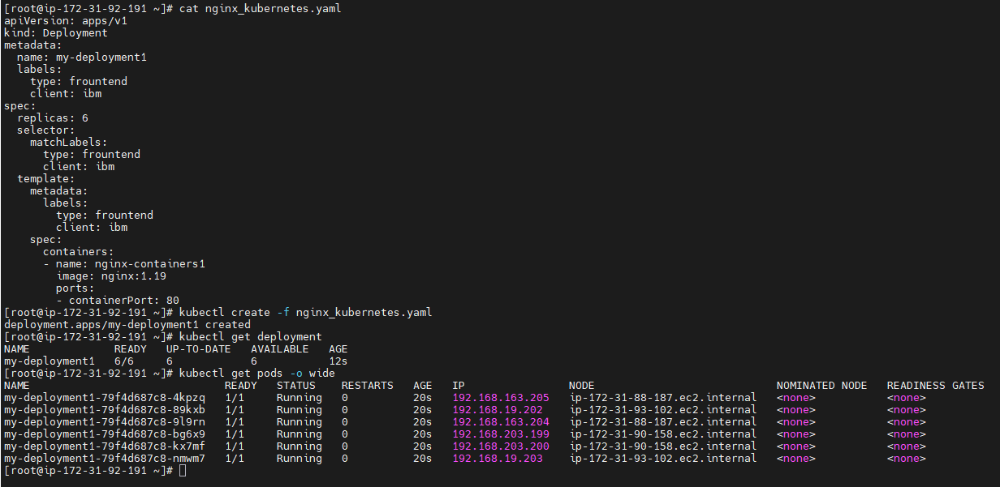 [root@ip-172-31-92-191 ~]# cat nginx_kubernetes.yaml
apiVersion: apps/v1
kind: Deployment
metadata:
  name: my-deployment1
  labels:
    type: frountend
    client: ibm
spec:
  replicas: 6
  selector:
    matchLabels:
      type: frountend
      client: ibm
  template:
    metadata:
      labels:
        type: frountend
        client: ibm
    spec:
      containers:
      - name: nginx-containers1
        image: nginx:1.19
        ports:
        - containerPort: 80
[root@ip-172-31-92-191 ~]# kubectl create -f nginx_kubernetes.yaml
deployment.apps/my-deployment1 created
[root@ip-172-31-92-191 ~]# kubectl get deployment
NAME             READY   UP-TO-DATE   AVAILABLE   AGE
my-deployment1   6/6     6            6           12s
[root@ip-172-31-92-191 ~]# kubectl get pods -o wide
NAME                              READY   STATUS    RESTARTS   AGE   IP                NODE                            NOMINATED NODE   READINESS GATES
my-deployment1-79f4d687c8-4kpzq   1/1     Running   0          20s   192.168.163.205   ip-172-31-88-187.ec2.internal   <none>           <none>
my-deployment1-79f4d687c8-89kxb   1/1     Running   0          20s   192.168.19.202    ip-172-31-93-102.ec2.internal   <none>           <none>
my-deployment1-79f4d687c8-9l9rn   1/1     Running   0          20s   192.168.163.204   ip-172-31-88-187.ec2.internal   <none>           <none>
my-deployment1-79f4d687c8-bg6x9   1/1     Running   0          20s   192.168.203.199   ip-172-31-90-158.ec2.internal   <none>           <none>
my-deployment1-79f4d687c8-kx7mf   1/1     Running   0          20s   192.168.203.200   ip-172-31-90-158.ec2.internal   <none>           <none>
my-deployment1-79f4d687c8-nmwm7   1/1     Running   0          20s   192.168.19.203    ip-172-31-93-102.ec2.internal   <none>           <none>
[root@ip-172-31-92-191 ~]#